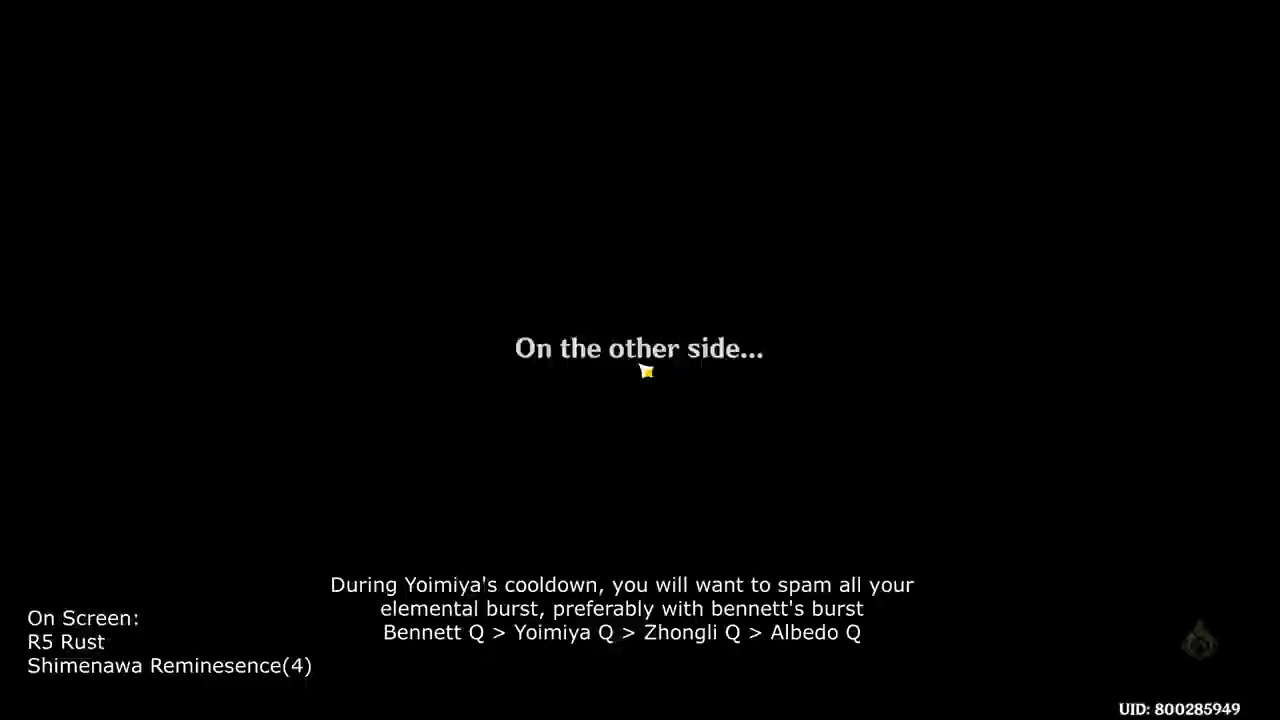 On the other side...
During Yoimiya's cooldown, you will want to spam all your
elemental burst, preferably with bennett's burst
Bennett Q > Yoimiya Q > Zhongli Q > Albedo Q
On Screen:
R5 Rust
Shimenawa Reminesence(4)
UID: 800285949